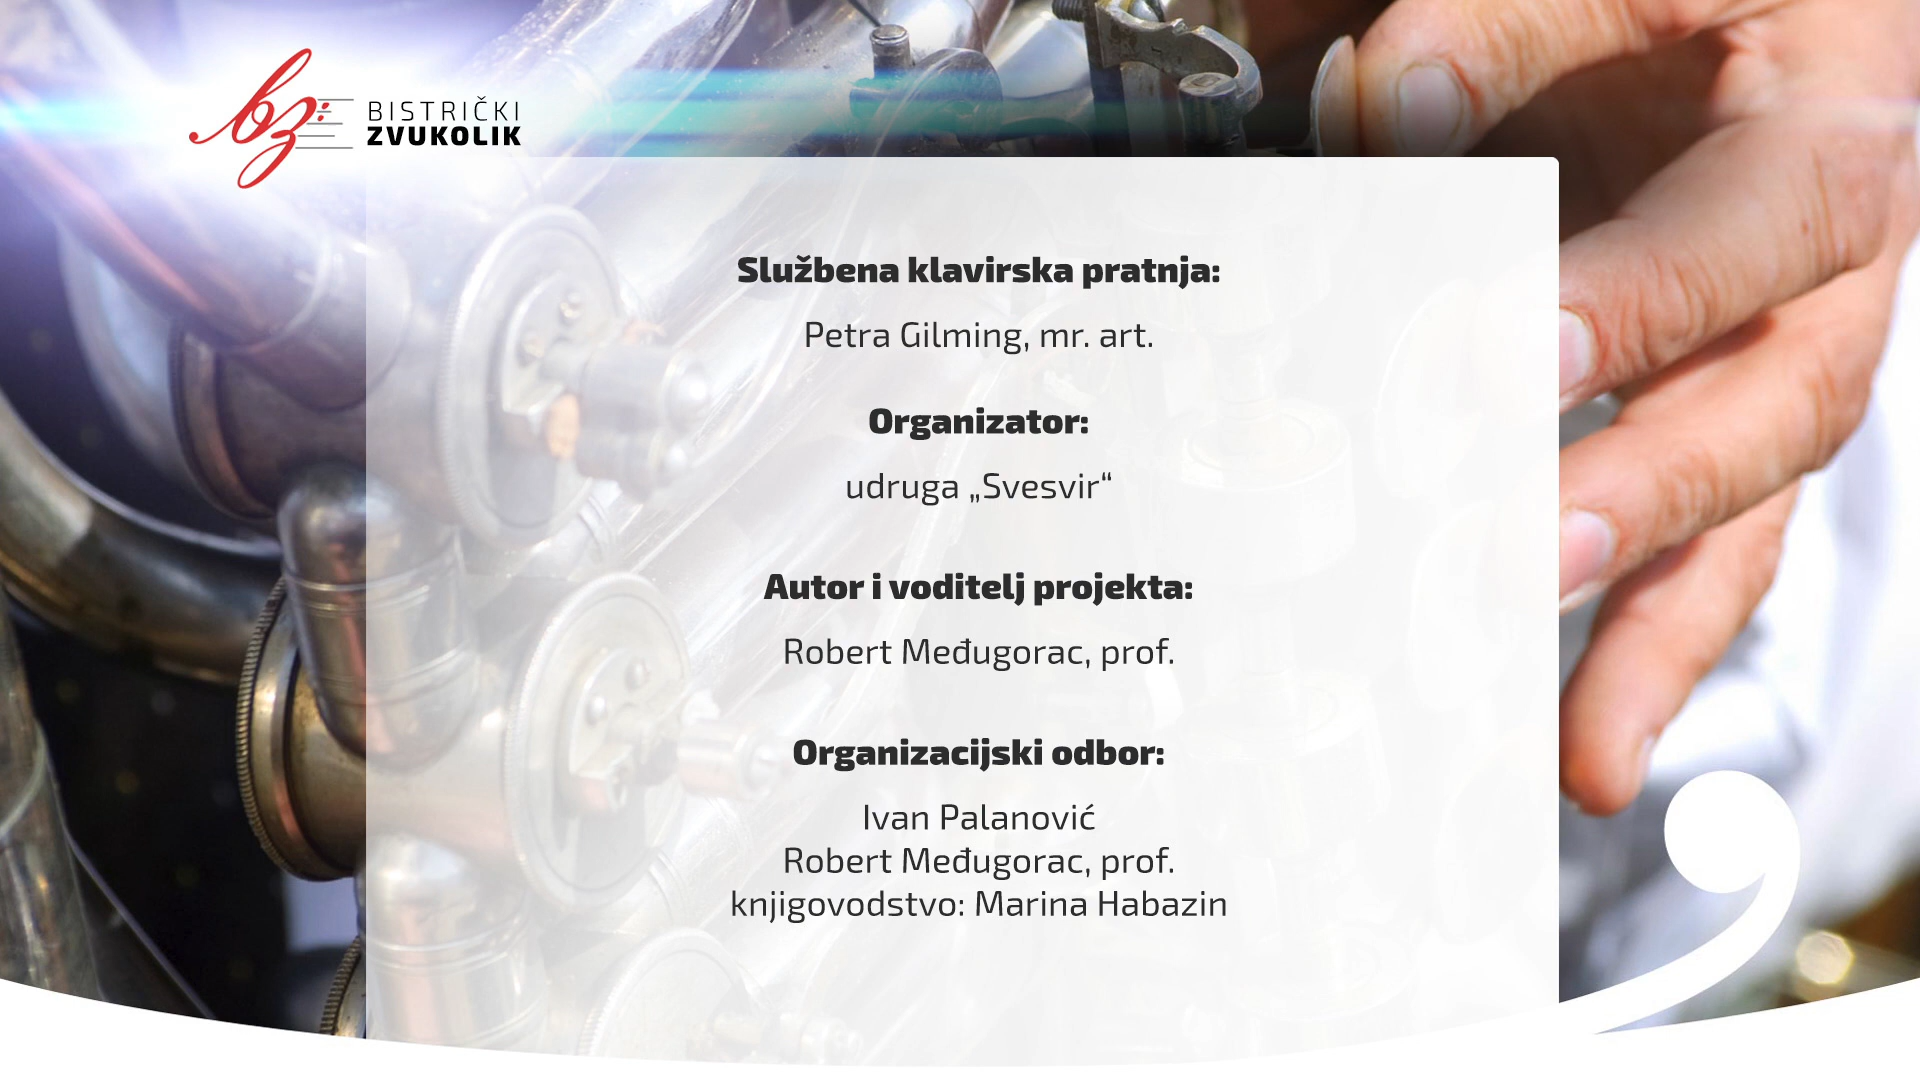 bz:
BISTRIČKI
ZVUKOLIK
Službena klavirska pratnja:
Petra Gilming, mr. art.
Organizator:
udruga „Svesvir“
Autor i voditelj projekta:
Robert Međugorac, prof.
Organizacijski odbor:
Ivan Palanović
Robert Međugorac, prof.
knjigovodstvo: Marina Habazin